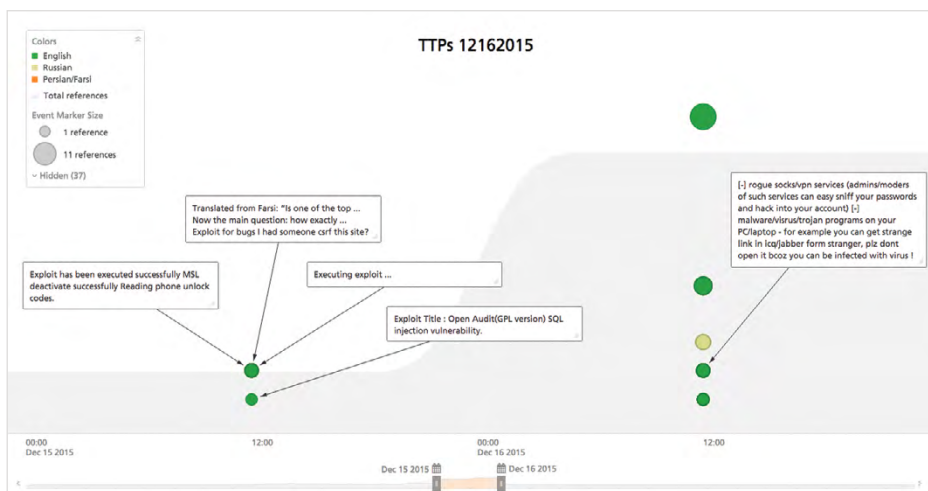 TTPs 12162015
Colors
English
Russian
Persian/Farsi
Total references
Event Marker Size
1 reference
11 references
Hidden (37)
Translated from Farsi: "Is one of the top ...
Now the main question: how exactly ...
Exploit for bugs I had someone csrf this site?
Exploit has been executed successfully MSL
deactivate successfully Reading phone unlock
codes.
Executing exploit ...
Exploit Title : Open Audit(GPL version) SQL
injection vulnerability.
[-] rogue socks/vpn services (admins/moders
of such services can easy sniff your passwords
and hack into your account) [-]
malware/visrus/trojan programs on your
PC/laptop - for example you can get strange
link in icq/jabber form stranger, plz dont
open it bcoz you can be infected with virus !
00:00
Dec 15 2015
12:00
00:00
Dec 16 2015
12:00
Dec 15 2015
Dec 16 2015